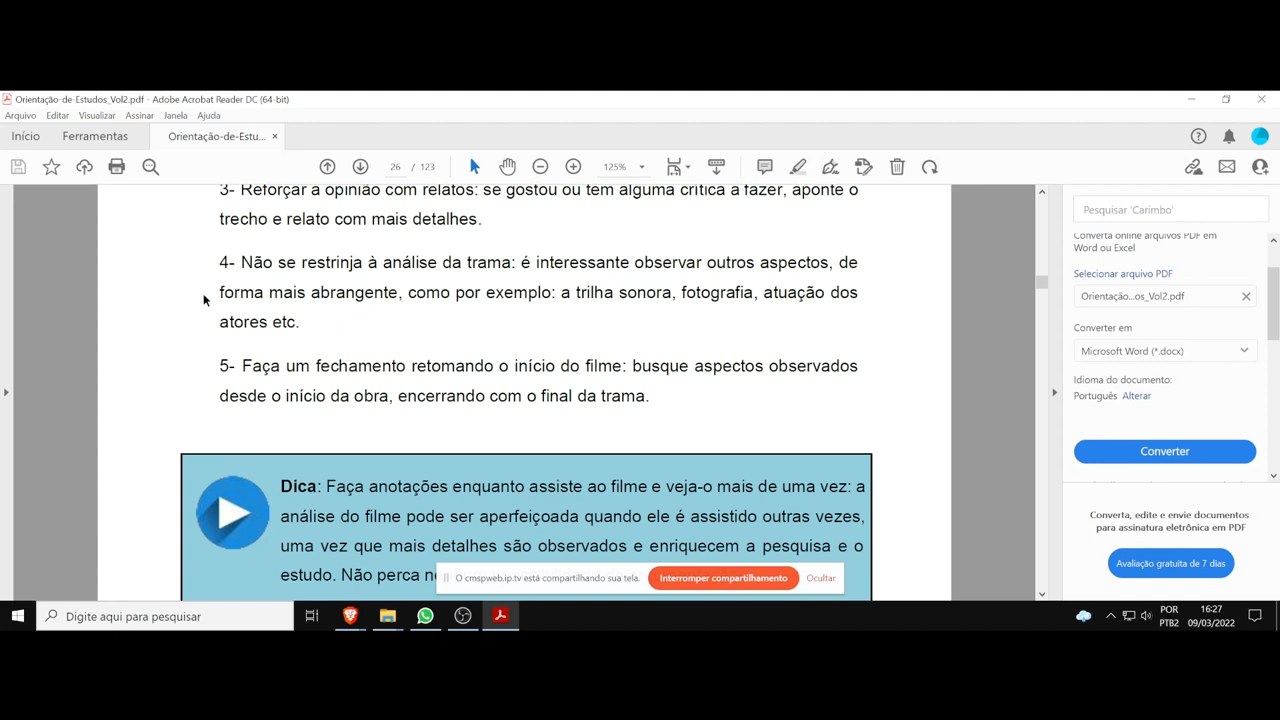 Orientação-de-Estudos_Vol2.pdf - Adobe Acrobat Reader DC (64-bit)
Arquivo Editar Visualizar Assinar Janela Ajuda
Início Ferramentas Orientação-de-Estu... ×
26 / 123 125%
3- Reforçar a opinião com relatos: se gostou ou tem alguma crítica a fazer, aponte o
trecho e relato com mais detalhes.
4- Não se restrinja à análise da trama: é interessante observar outros aspectos, de
forma mais abrangente, como por exemplo: a trilha sonora, fotografia, atuação dos
atores etc.
5- Faça um fechamento retomando o início do filme: busque aspectos observados
desde o início da obra, encerrando com o final da trama.
Dica: Faça anotações enquanto assiste ao filme e veja-o mais de uma vez: a
análise do filme pode ser aperfeiçoada quando ele é assistido outras vezes,
uma vez que mais detalhes são observados e enriquecem a pesquisa e o
estudo. Não perca
O cmspweb.ip.tv está compartilhando sua tela. Interromper compartilhamento Ocultar
Pesquisar 'Carimbo'
Converta online arquivos PDF em
Word ou Excel
Selecionar arquivo PDF
Orientação...os_Vol2.pdf
Converter em
Microsoft Word (*.docx)
Idioma do documento:
Português Alterar
Converter
Converta, edite e envie documentos
para assinatura eletrônica em PDF
Avaliação gratuita de 7 dias
Digite aqui para pesquisar
POR
PTB2
16:27
09/03/2022